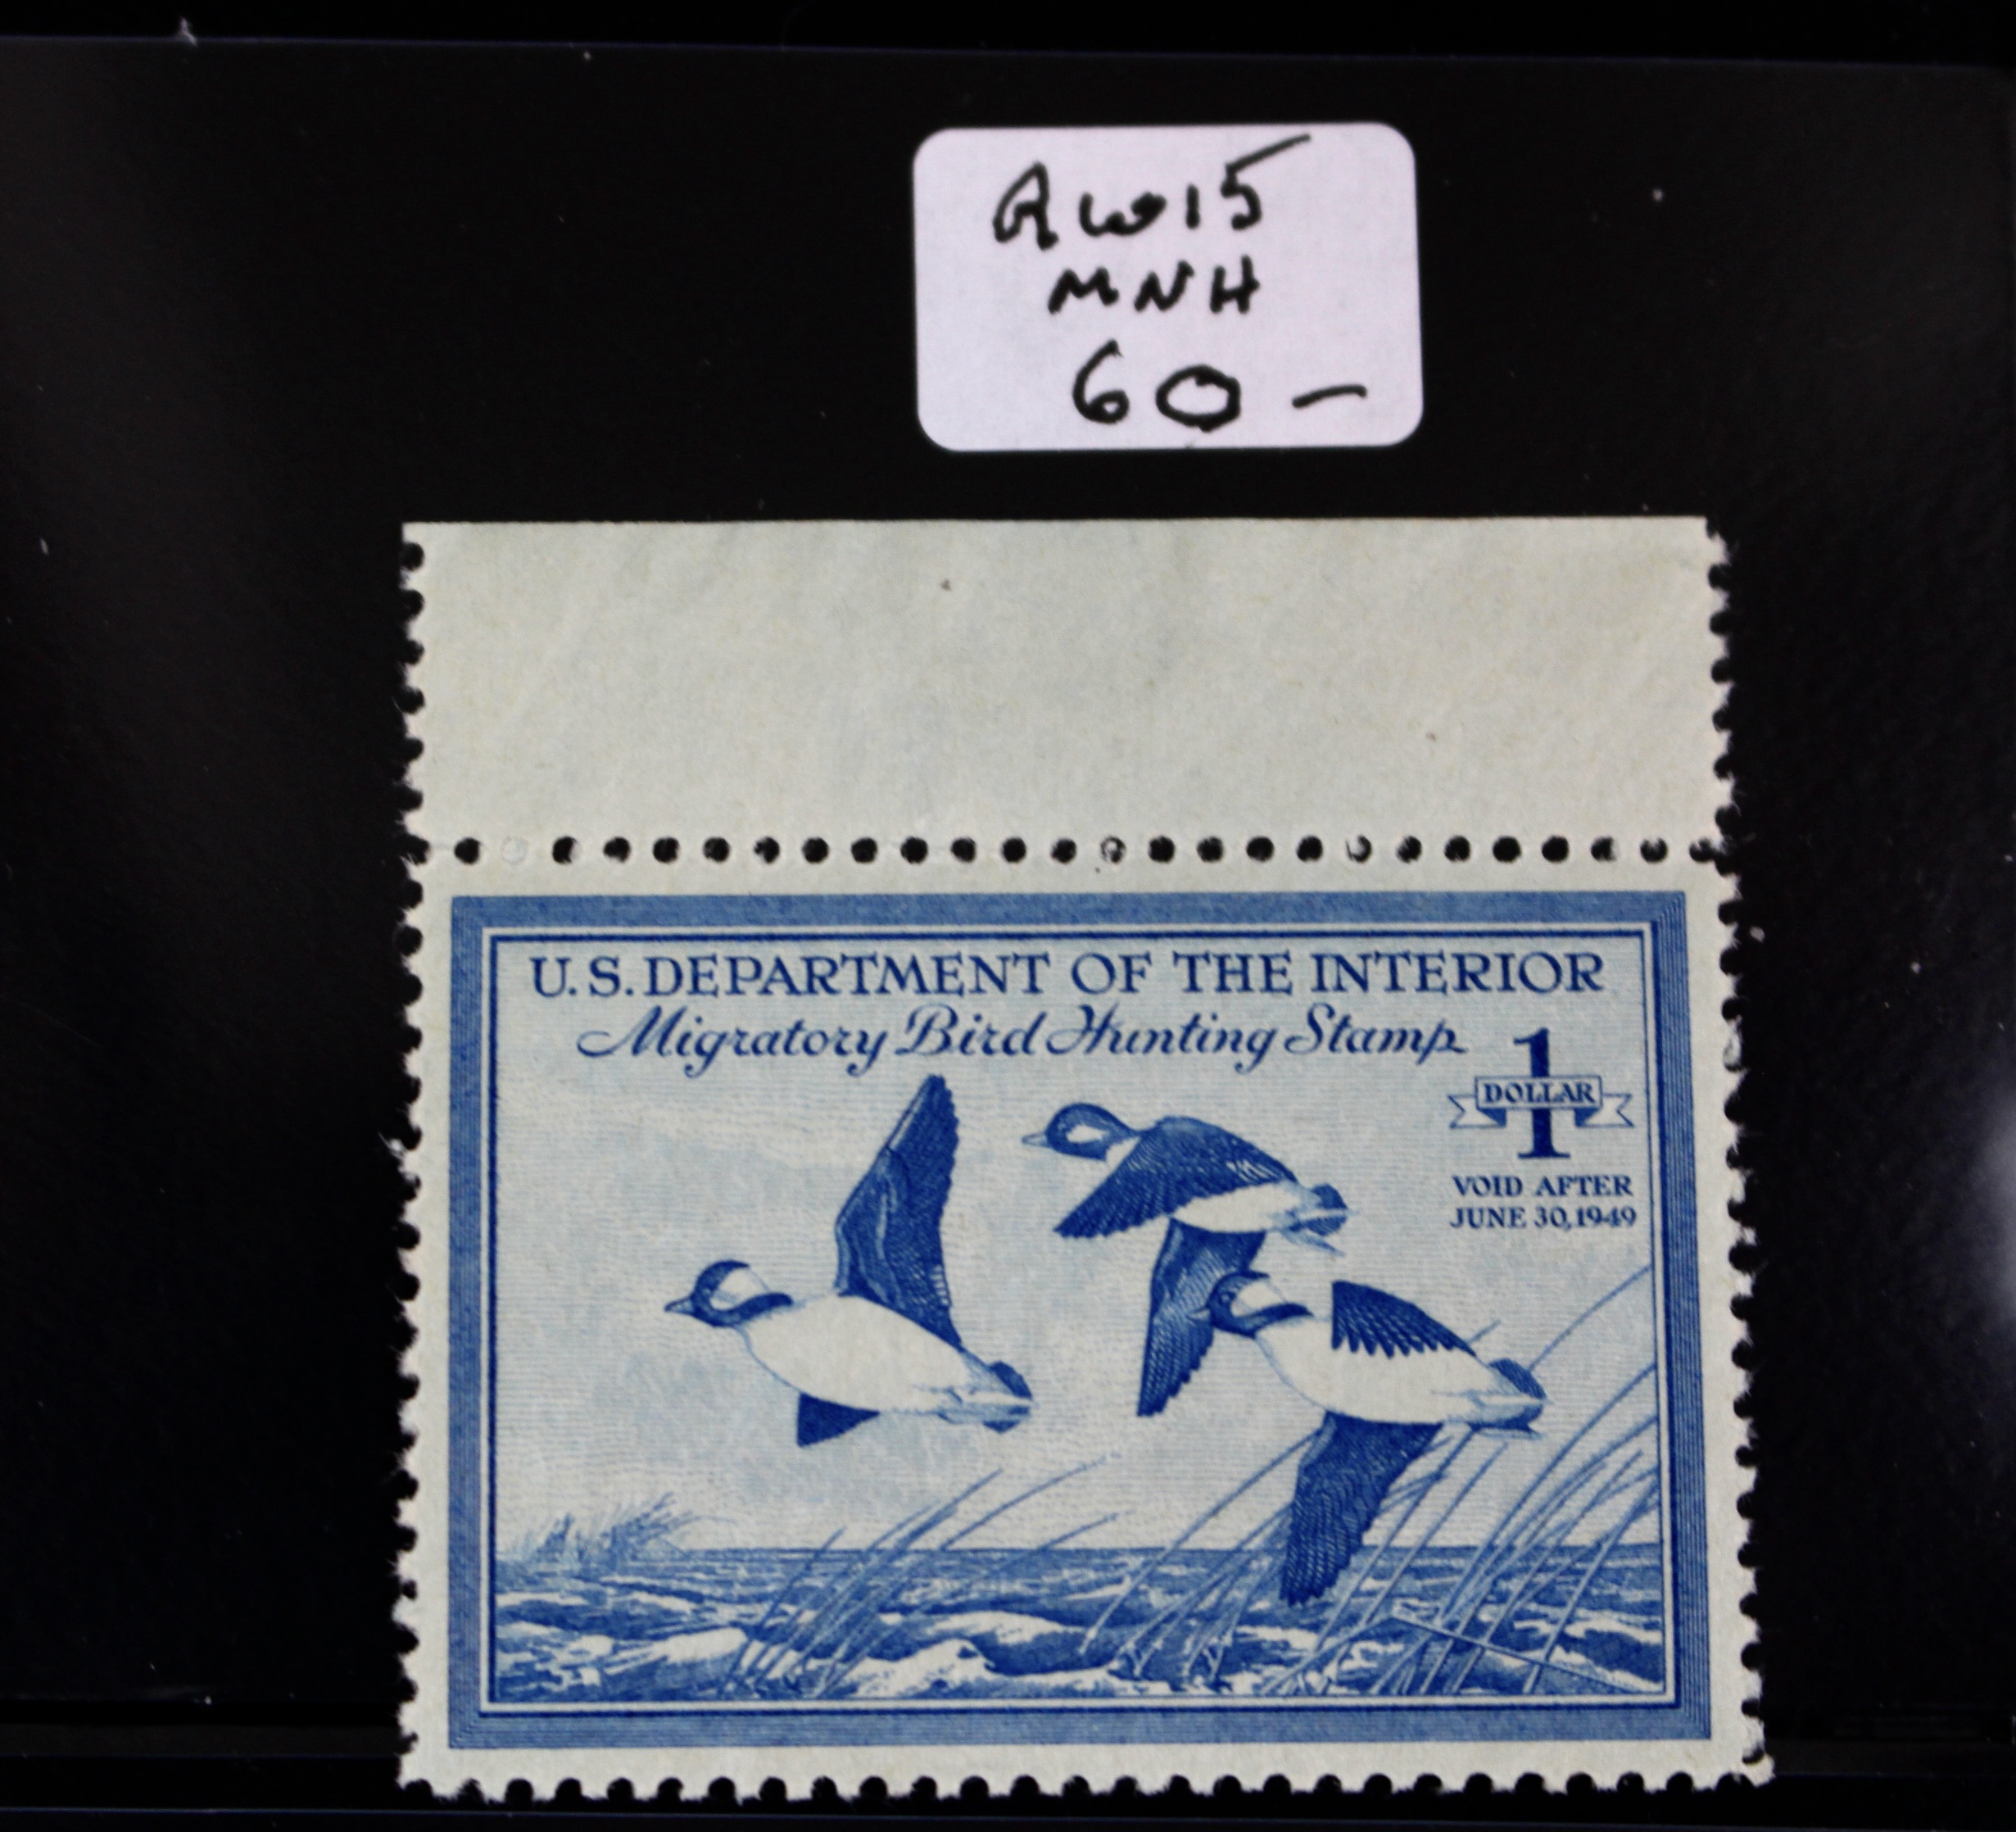 RW15
MNH
60 -
U.S. DEPARTMENT OF THE INTERIOR
Migratory Bird Hunting Stamp
1
DOLLAR
VOID AFTER
JUNE 30, 1949